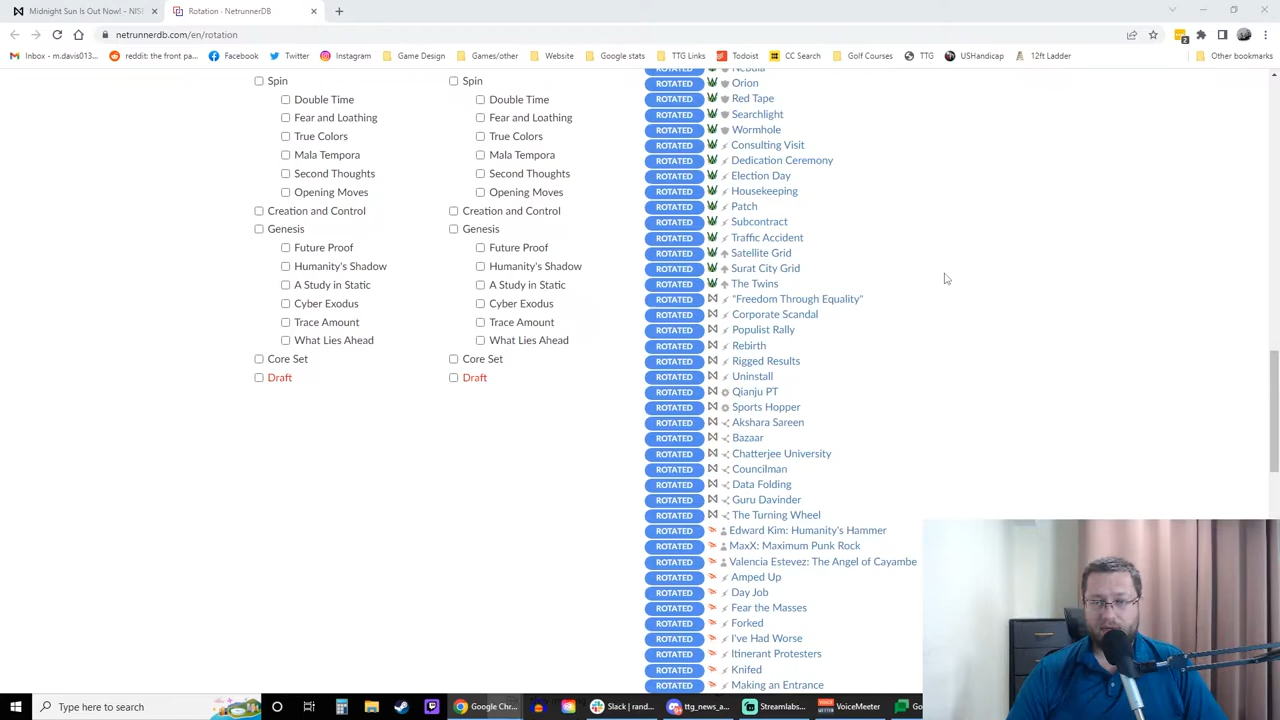 Midnight Sun Is Out Now! - NISE
Rotation · NetrunnerDB
netrunnerdb.com/en/rotation
Inbox - m.davis013...
reddit: the front pa...
Facebook
Twitter
Instagram
Game Design
Games/other
Website
Google stats
TTG Links
Todoist
CC Search
Golf Courses
TTG
USHandicap
12ft Ladder
Other bookmarks
Spin
Double Time
Fear and Loathing
True Colors
Mala Tempora
Second Thoughts
Opening Moves
Creation and Control
Genesis
Future Proof
Humanity's Shadow
A Study in Static
Cyber Exodus
Trace Amount
What Lies Ahead
Core Set
Draft
Spin
Double Time
Fear and Loathing
True Colors
Mala Tempora
Second Thoughts
Opening Moves
Creation and Control
Genesis
Future Proof
Humanity's Shadow
A Study in Static
Cyber Exodus
Trace Amount
What Lies Ahead
Core Set
Draft
ROTATED Nebula
ROTATED Orion
ROTATED Red Tape
ROTATED Searchlight
ROTATED Wormhole
ROTATED Consulting Visit
ROTATED Dedication Ceremony
ROTATED Election Day
ROTATED Housekeeping
ROTATED Patch
ROTATED Subcontract
ROTATED Traffic Accident
ROTATED Satellite Grid
ROTATED Surat City Grid
ROTATED The Twins
ROTATED "Freedom Through Equality"
ROTATED Corporate Scandal
ROTATED Populist Rally
ROTATED Rebirth
ROTATED Rigged Results
ROTATED Uninstall
ROTATED Qianju PT
ROTATED Sports Hopper
ROTATED Akshara Sareen
ROTATED Bazaar
ROTATED Chatterjee University
ROTATED Councilman
ROTATED Data Folding
ROTATED Guru Davinder
ROTATED The Turning Wheel
ROTATED Edward Kim: Humanity's Hammer
ROTATED MaxX: Maximum Punk Rock
ROTATED Valencia Estevez: The Angel of Cayambe
ROTATED Amped Up
ROTATED Day Job
ROTATED Fear the Masses
ROTATED Forked
ROTATED I've Had Worse
ROTATED Itinerant Protesters
ROTATED Knifed
ROTATED Making an Entrance
Type here to search
Google Chr...
Slack | rand...
ttg_news_a...
Streamlabs...
VoiceMeeter
Go